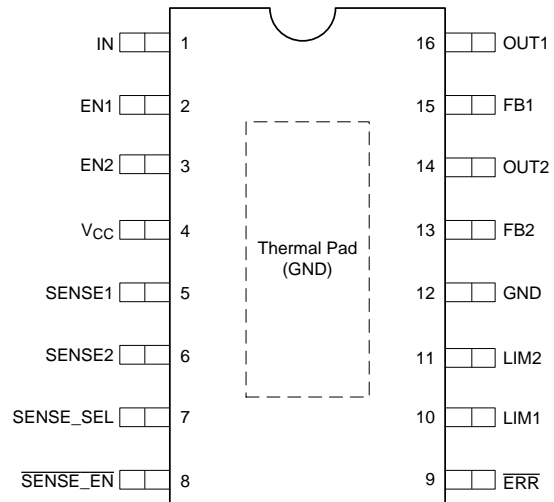 IN 1 16 OUT1
EN1 2 15 FB1
EN2 3 14 OUT2
VCC 4 13 FB2
Thermal Pad
(GND)
SENSE1 5 12 GND
SENSE2 6 11 LIM2
SENSE_SEL 7 10 LIM1
SENSE_EN 8 9 ERR